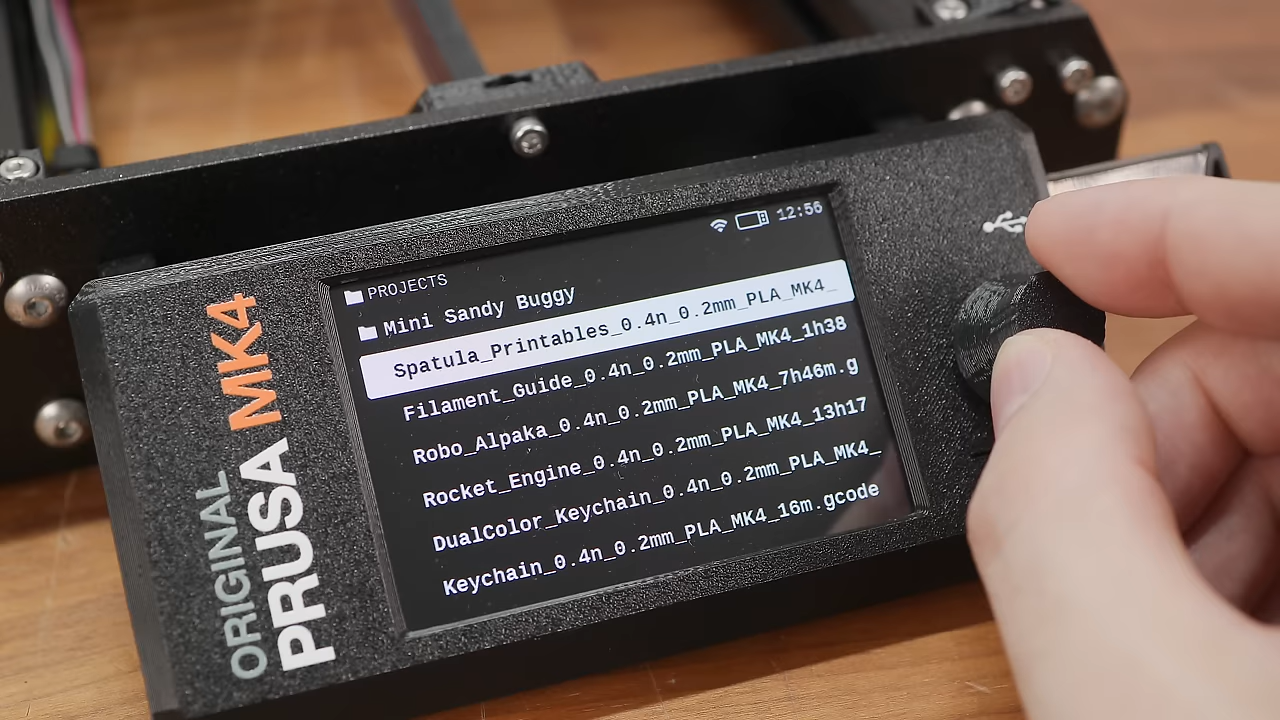 12:56
PROJECTS
Mini Sandy Buggy
Spatula_Printables_0.4n_0.2mm_PLA_MK4_
Filament_Guide_0.4n_0.2mm_PLA_MK4_1h38
Robo_Alpaka_0.4n_0.2mm_PLA_MK4_7h46m.g
Rocket_Engine_0.4n_0.2mm_PLA_MK4_13h17
DualColor_Keychain_0.4n_0.2mm_PLA_MK4_
Keychain_0.4n_0.2mm_PLA_MK4_16m.gcode
ORIGINAL
PRUSA MK4